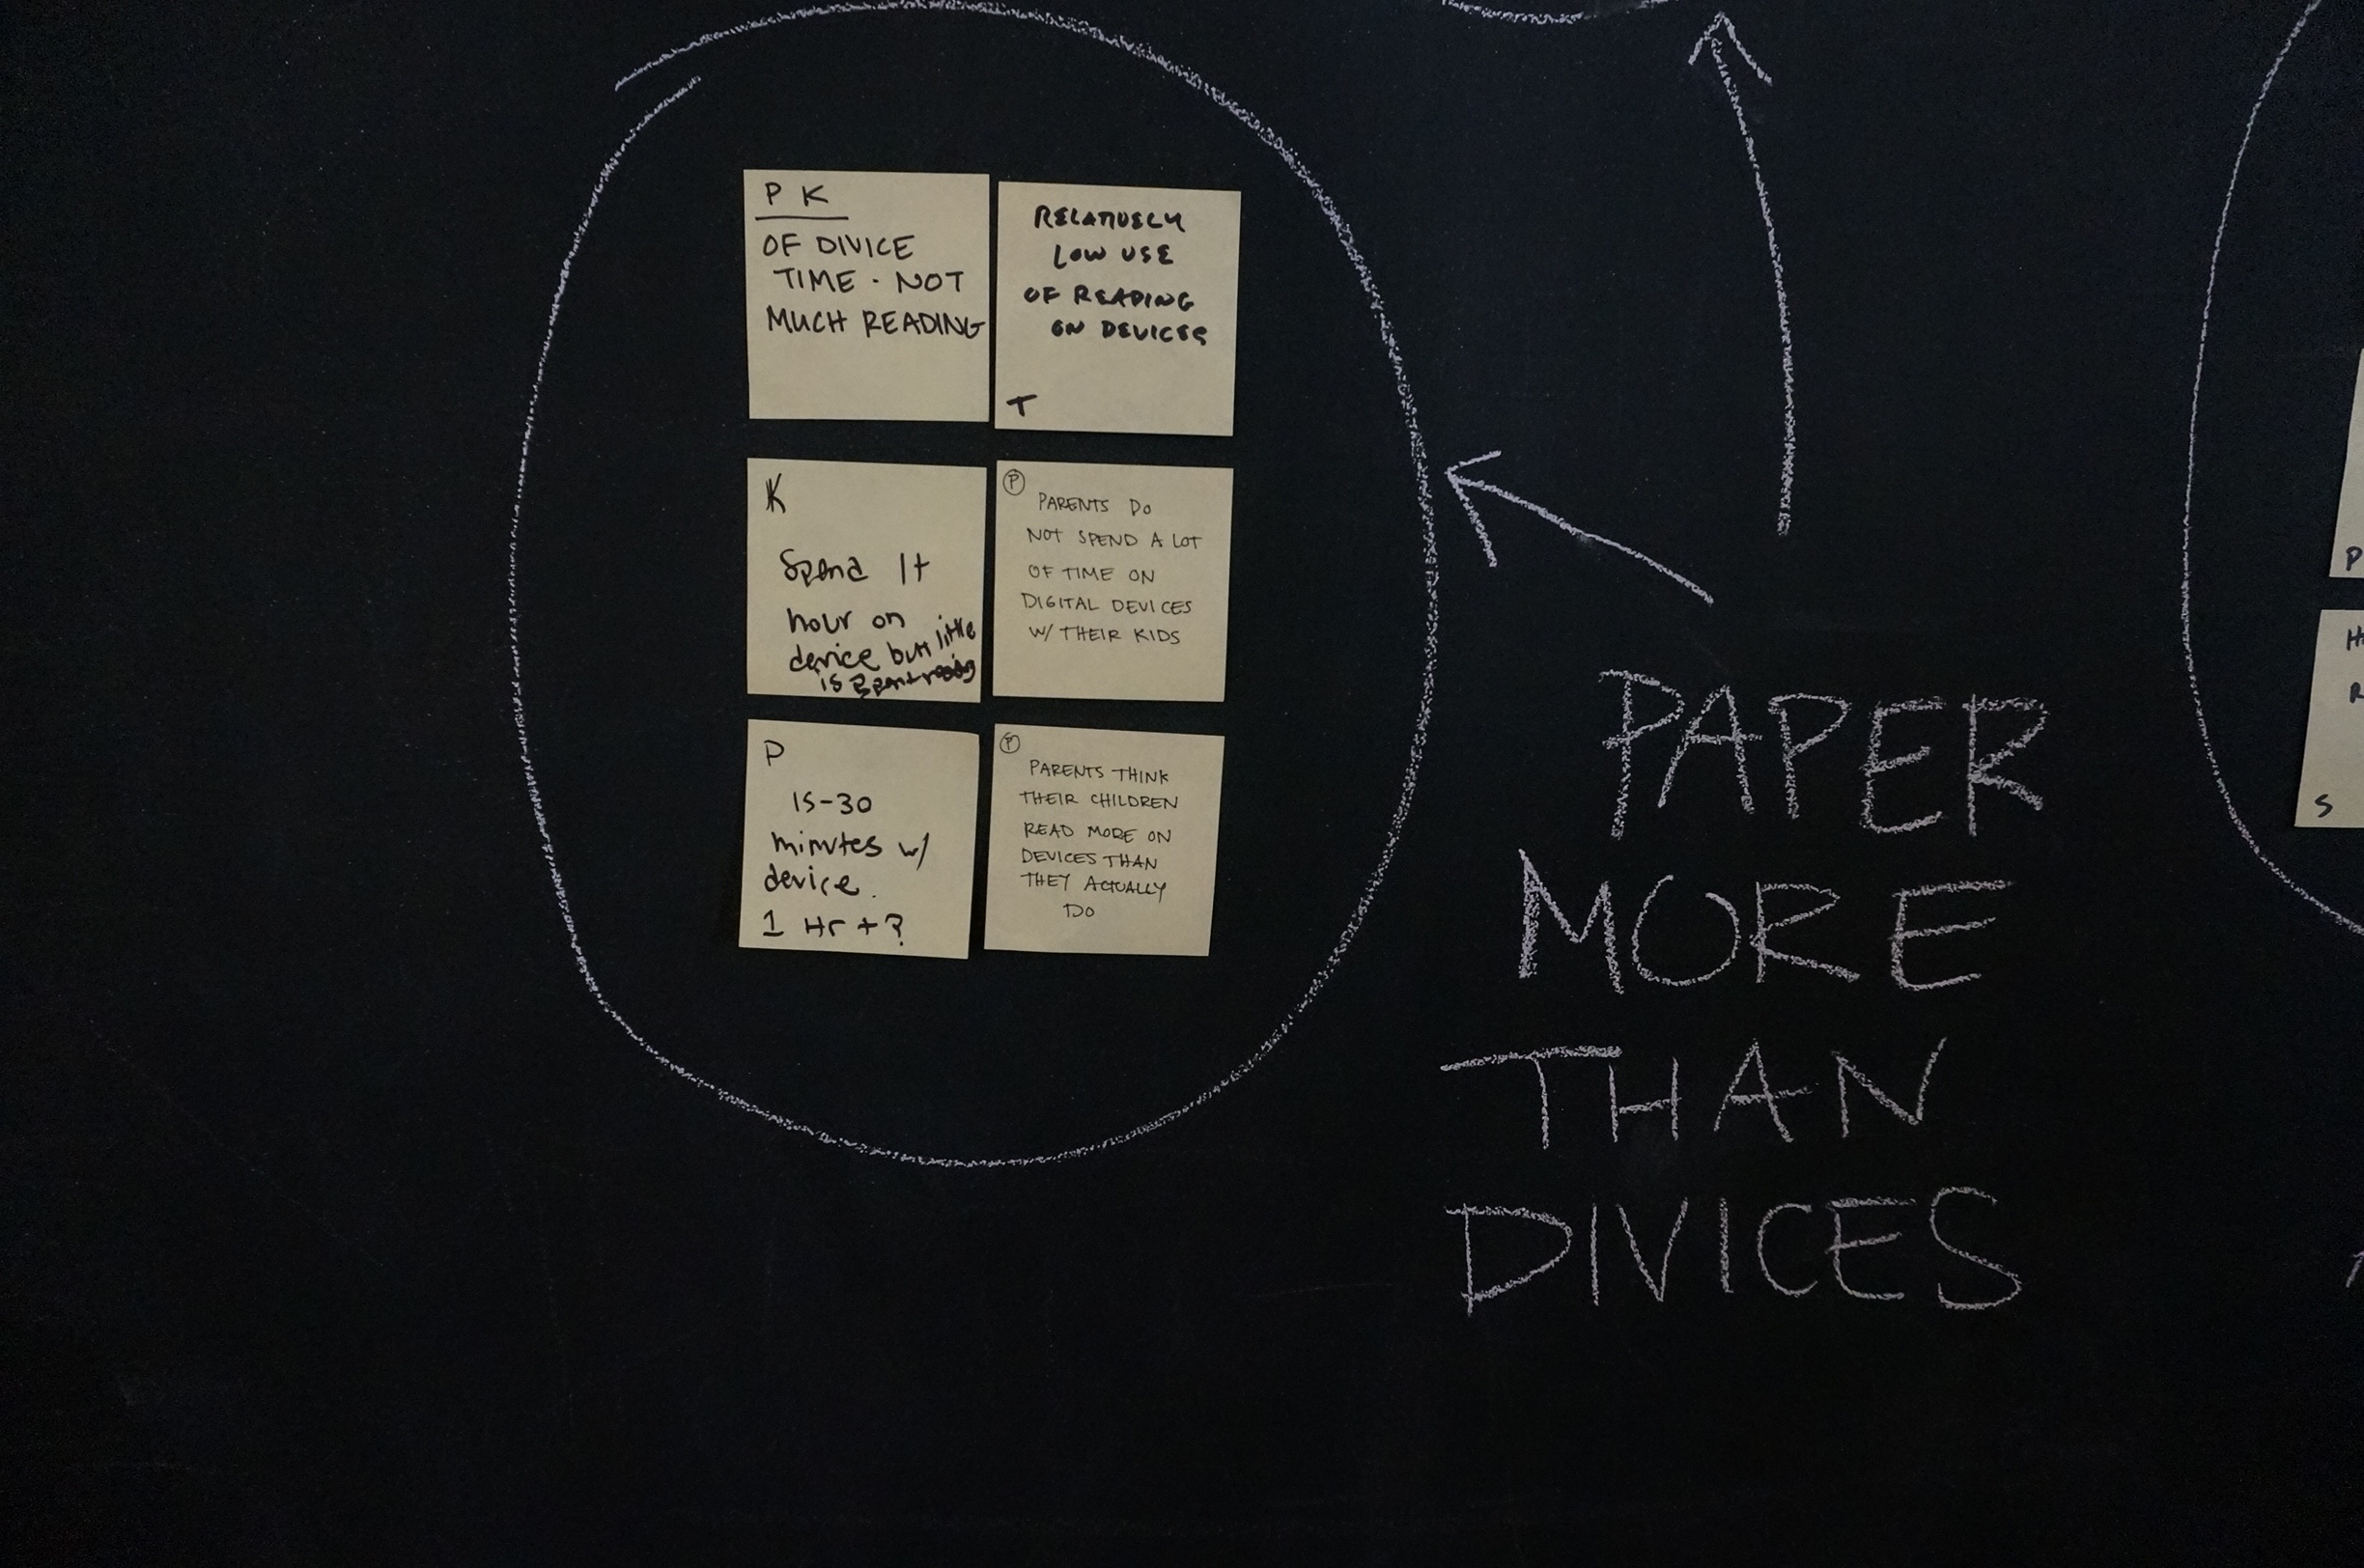 P K
OF DIVICE
TIME · NOT
MUCH READING
RELATIVELY
LOW USE
OF READING
ON DEVICES
T
K
Spend 1+
hour on
device but little
is spent reading
P
PARENTS DO
NOT SPEND A LOT
OF TIME ON
DIGITAL DEVICES
W/ THEIR KIDS
P
15-30
minutes w/
device.
1 Hr +?
P
PARENTS THINK
THEIR CHILDREN
READ MORE ON
DEVICES THAN
THEY ACTUALLY
DO
PAPER
MORE
THAN
DIVICES
P
H
R
S